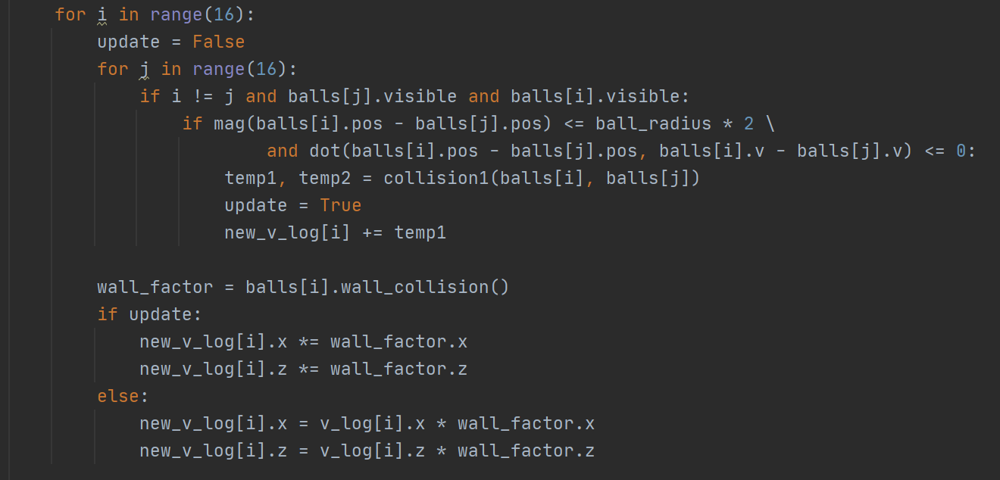 for i in range(16):
    update = False
    for j in range(16):
        if i != j and balls[j].visible and balls[i].visible:
            if mag(balls[i].pos - balls[j].pos) <= ball_radius * 2 \
                    and dot(balls[i].pos - balls[j].pos, balls[i].v - balls[j].v) <= 0:
                temp1, temp2 = collision1(balls[i], balls[j])
                update = True
                new_v_log[i] += temp1

    wall_factor = balls[i].wall_collision()
    if update:
        new_v_log[i].x *= wall_factor.x
        new_v_log[i].z *= wall_factor.z
    else:
        new_v_log[i].x = v_log[i].x * wall_factor.x
        new_v_log[i].z = v_log[i].z * wall_factor.z